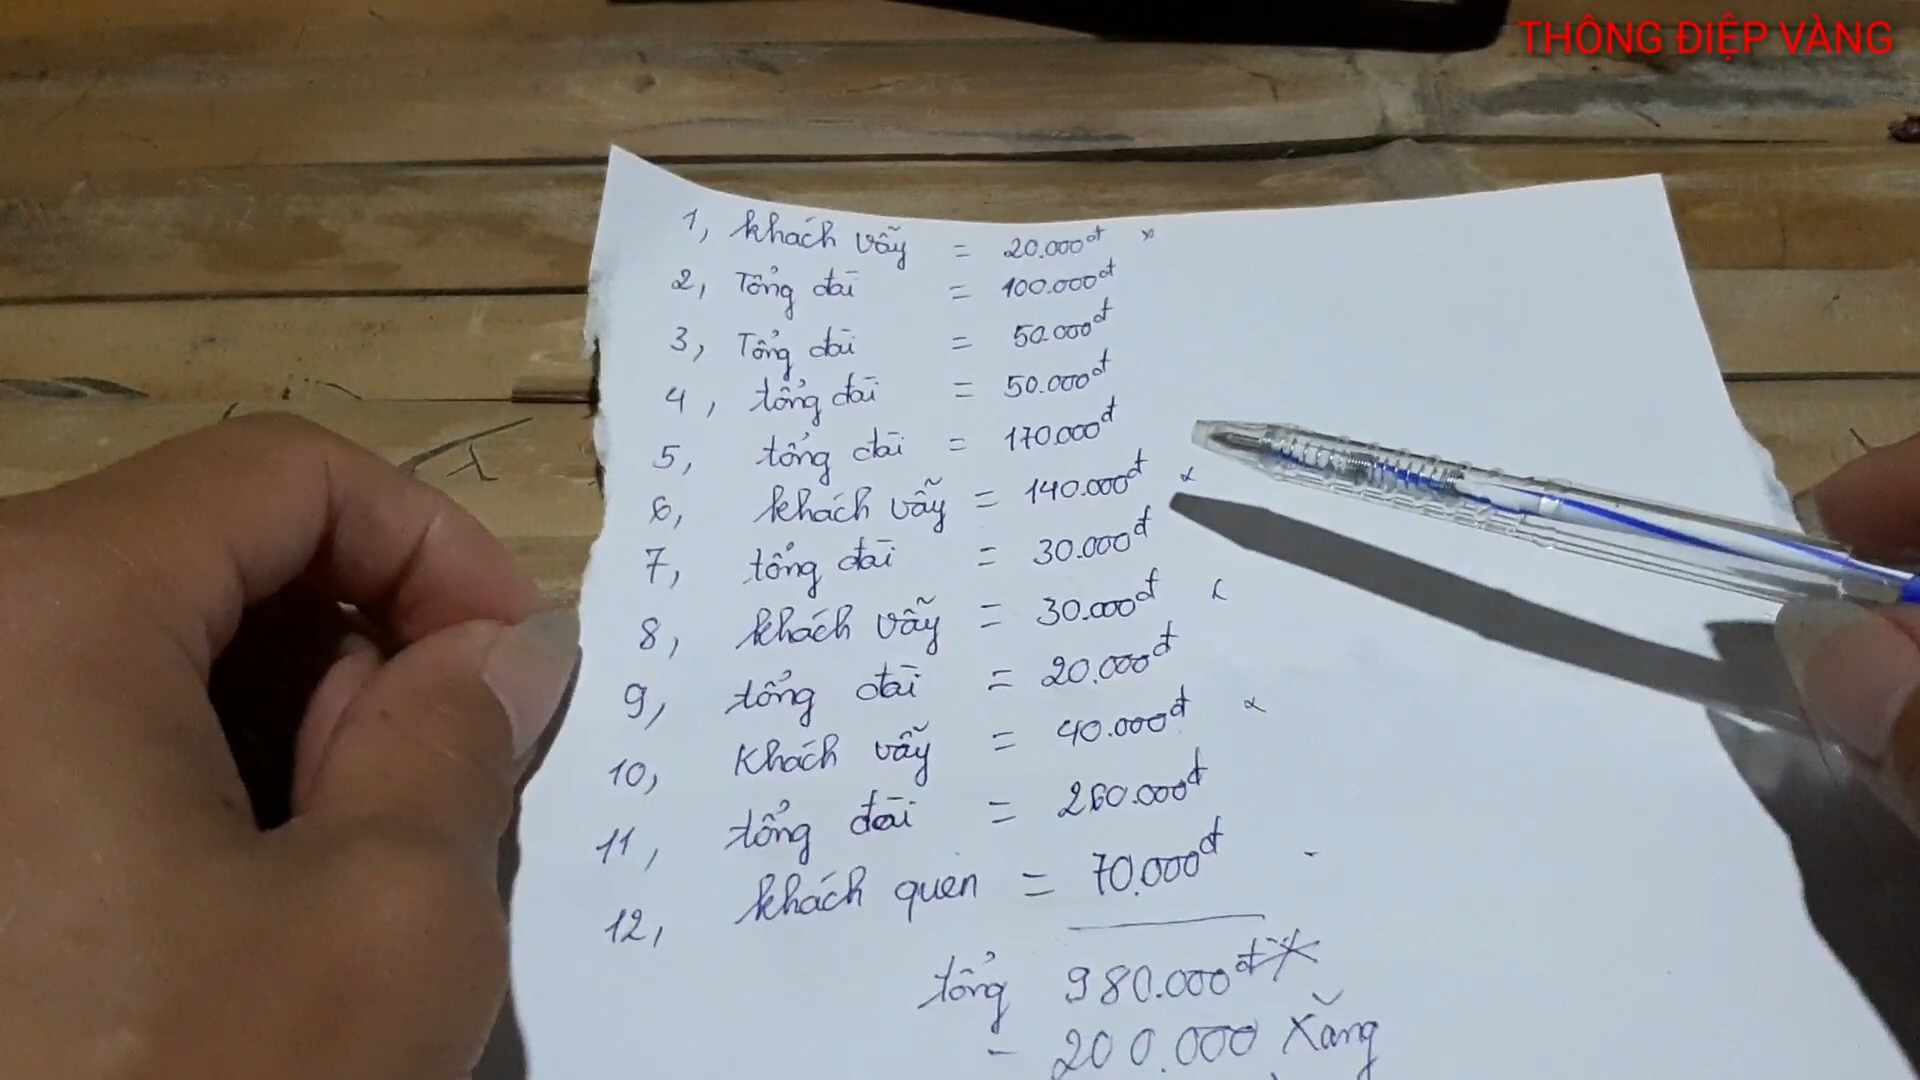 THÔNG ĐIỆP VÀNG
1, khách vẫy = 20.000đ x
2, Tổng đài = 100.000đ
3, Tổng đài = 50.000đ
4, tổng đài = 50.000đ
5, tổng đài = 170.000đ
6, khách vẫy = 140.000đ x
7, tổng đài = 30.000đ
8, khách vẫy = 30.000đ
9, tổng đài = 20.000đ
10, Khách vẫy = 40.000đ x
11, tổng đài = 260.000đ
12, khách quen = 70.000đ -
tổng 980.000đ
- 200.000 xăng